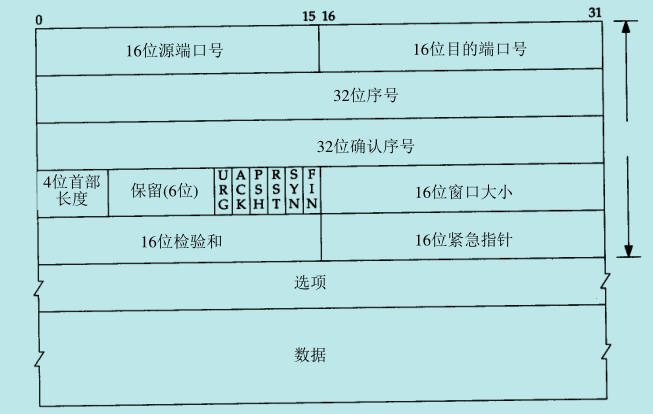 0 15 16 31
16位源端口号 16位目的端口号
32位序号
32位确认序号
4位首部
长度
保留(6位)
URG ACK PSH RST SYN FIN
16位窗口大小
16位检验和 16位紧急指针
选项
数据